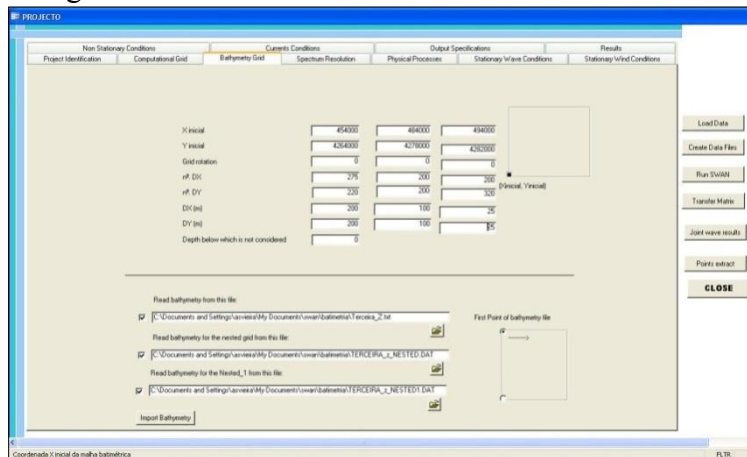 PROJECTO
Non Stationary Conditions Currents Conditions Output Specifications Results
Project Identification Computational Grid Bathymetry Grid Spectrum Resolution Physical Processes Stationary Wave Conditions Stationary Wind Conditions
X inicial 454000 484000 494000
Y inicial 4264000 4278000 4282000
Grid rotation 0 0 0
nº. DX 275 200 200
(Xinicial, Yinicial)
nº. DY 220 200 320
DX (m) 200 100 25
DY (m) 200 100 25
Depth below which is not considered 0
Load Data
Create Data Files
Run SWAN
Transfer Matrix
Joint wave results
Points extract
CLOSE
Read bathymetry from this file:
C:\Documents and Settings\asvieira\My Documents\swan\batimetria\Terceira_Z.txt
First Point of bathymetry file
Read bathymetry for the nested grid from this file:
C:\Documents and Settings\asvieira\My Documents\swan\batimetria\TERCEIRA_z_NESTED.DAT
Read bathymetry for the Nested_1 from this file:
C:\Documents and Settings\asvieira\My Documents\swan\batimetria\TERCEIRA_z_NESTED1.DAT
Import Bathymetry
Coordenada X inicial da malha batimétrica FLTR